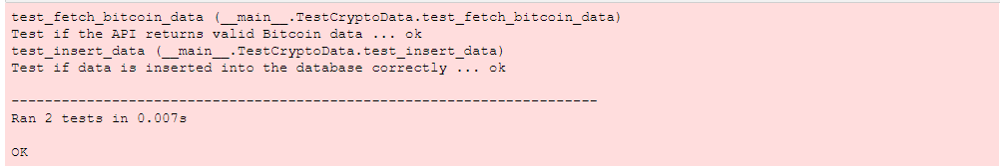 test_fetch_bitcoin_data (__main__.TestCryptoData.test_fetch_bitcoin_data)
Test if the API returns valid Bitcoin data ... ok
test_insert_data (__main__.TestCryptoData.test_insert_data)
Test if data is inserted into the database correctly ... ok
----------------------------------------------------------------------
Ran 2 tests in 0.007s
OK